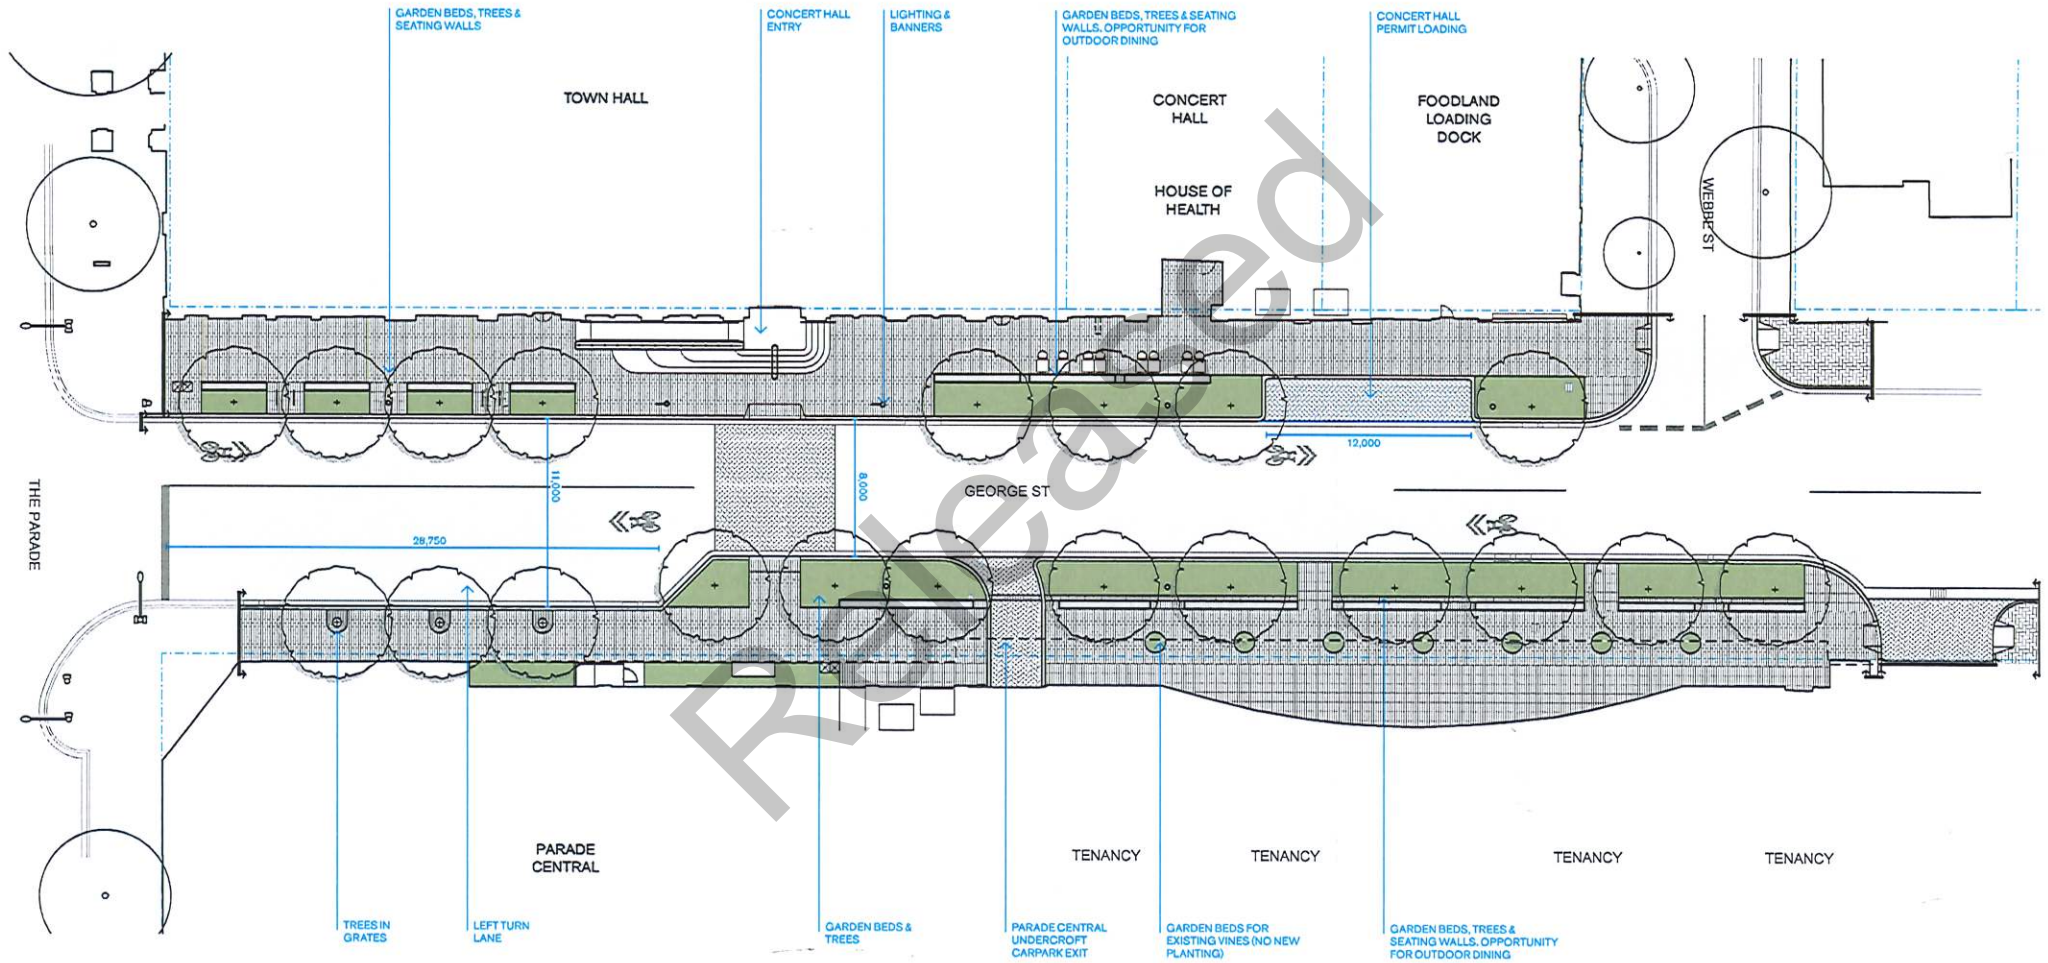 GARDEN BEDS, TREES &
SEATING WALLS
CONCERT HALL
ENTRY
LIGHTING &
BANNERS
GARDEN BEDS, TREES & SEATING
WALLS. OPPORTUNITY FOR
OUTDOOR DINING
CONCERT HALL
PERMIT LOADING
TOWN HALL
CONCERT
HALL
FOODLAND
LOADING
DOCK
HOUSE OF
HEALTH
WEBBE ST
12,000
11,000
8,000
GEORGE ST
THE PARADE
28,750
Released
PARADE
CENTRAL
TENANCY
TENANCY
TENANCY
TENANCY
TREES IN
GRATES
LEFT TURN
LANE
GARDEN BEDS &
TREES
PARADE CENTRAL
UNDERCROFT
CARPARK EXIT
GARDEN BEDS FOR
EXISTING VINES (NO NEW
PLANTING)
GARDEN BEDS, TREES &
SEATING WALLS. OPPORTUNITY
FOR OUTDOOR DINING